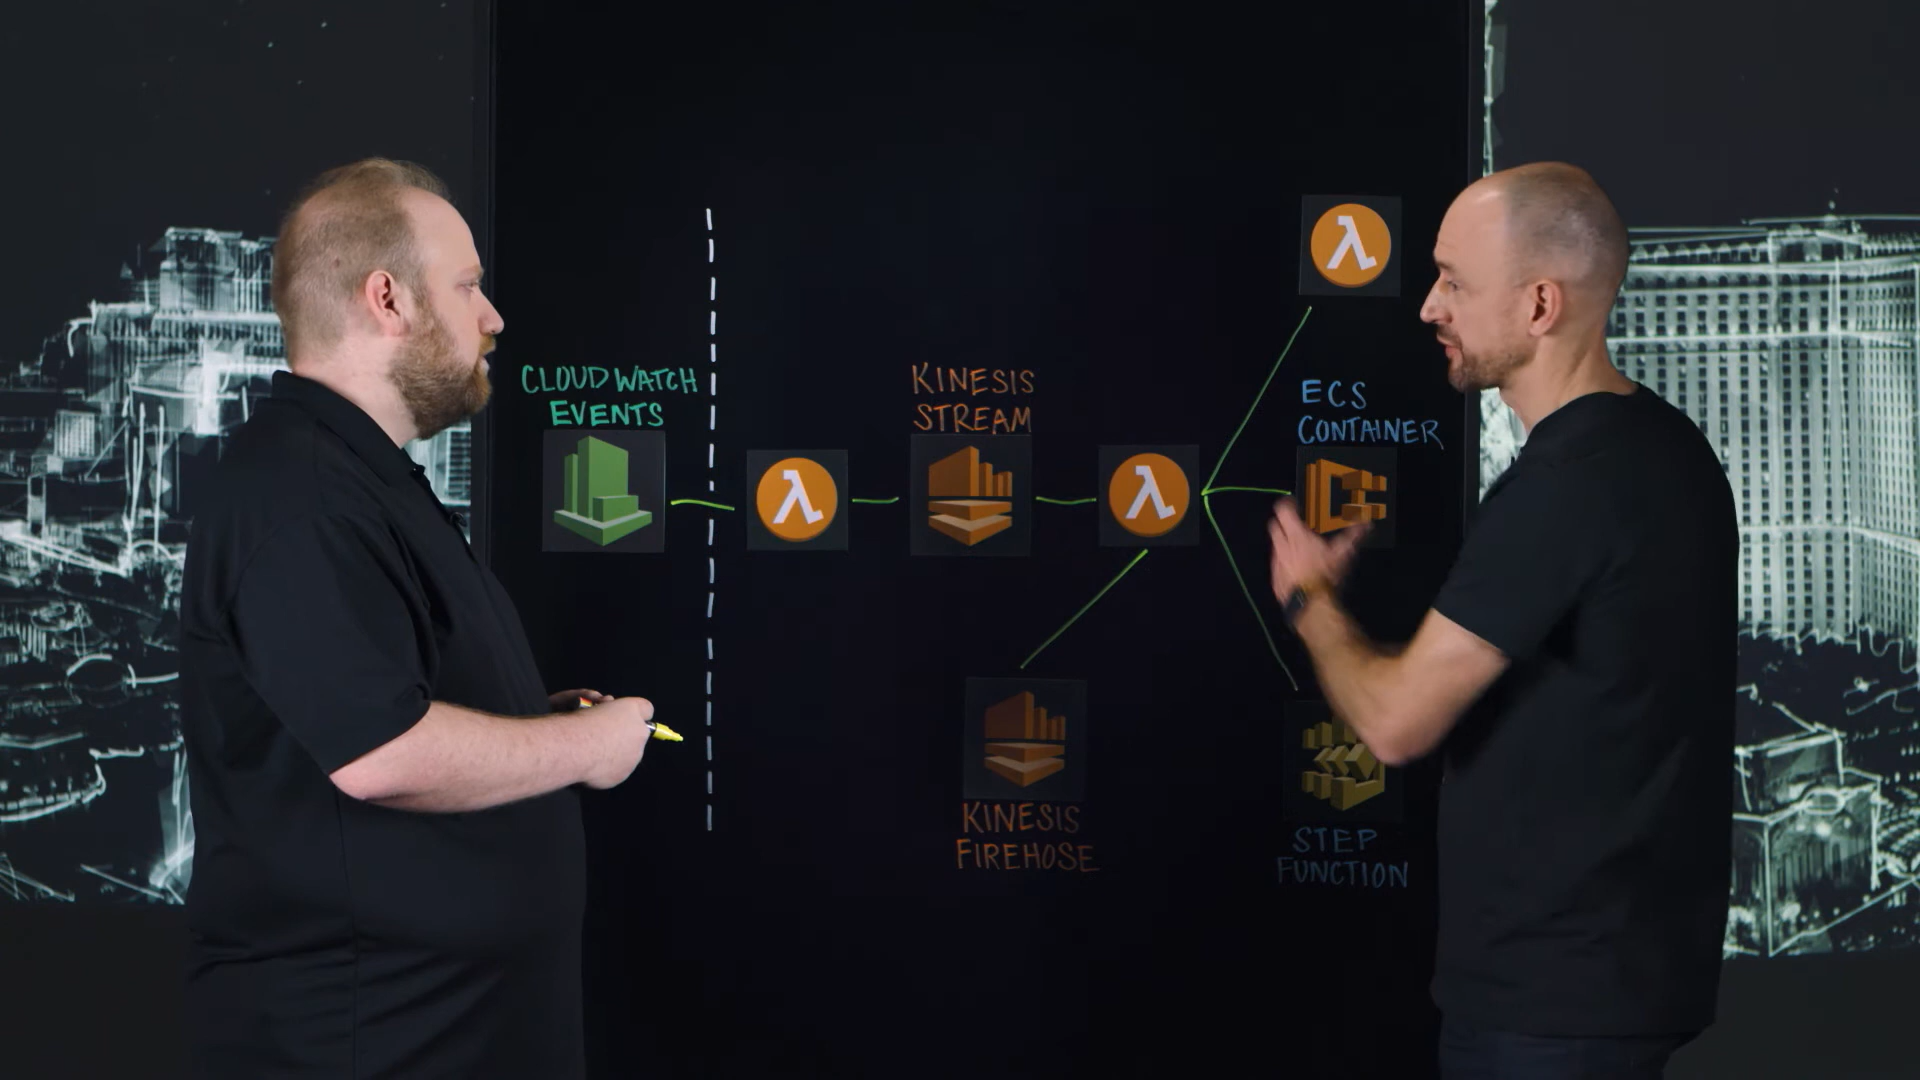 CLOUDWATCH
EVENTS
KINESIS
STREAM
ECS
CONTAINER
KINESIS
FIREHOSE
STEP
FUNCTION